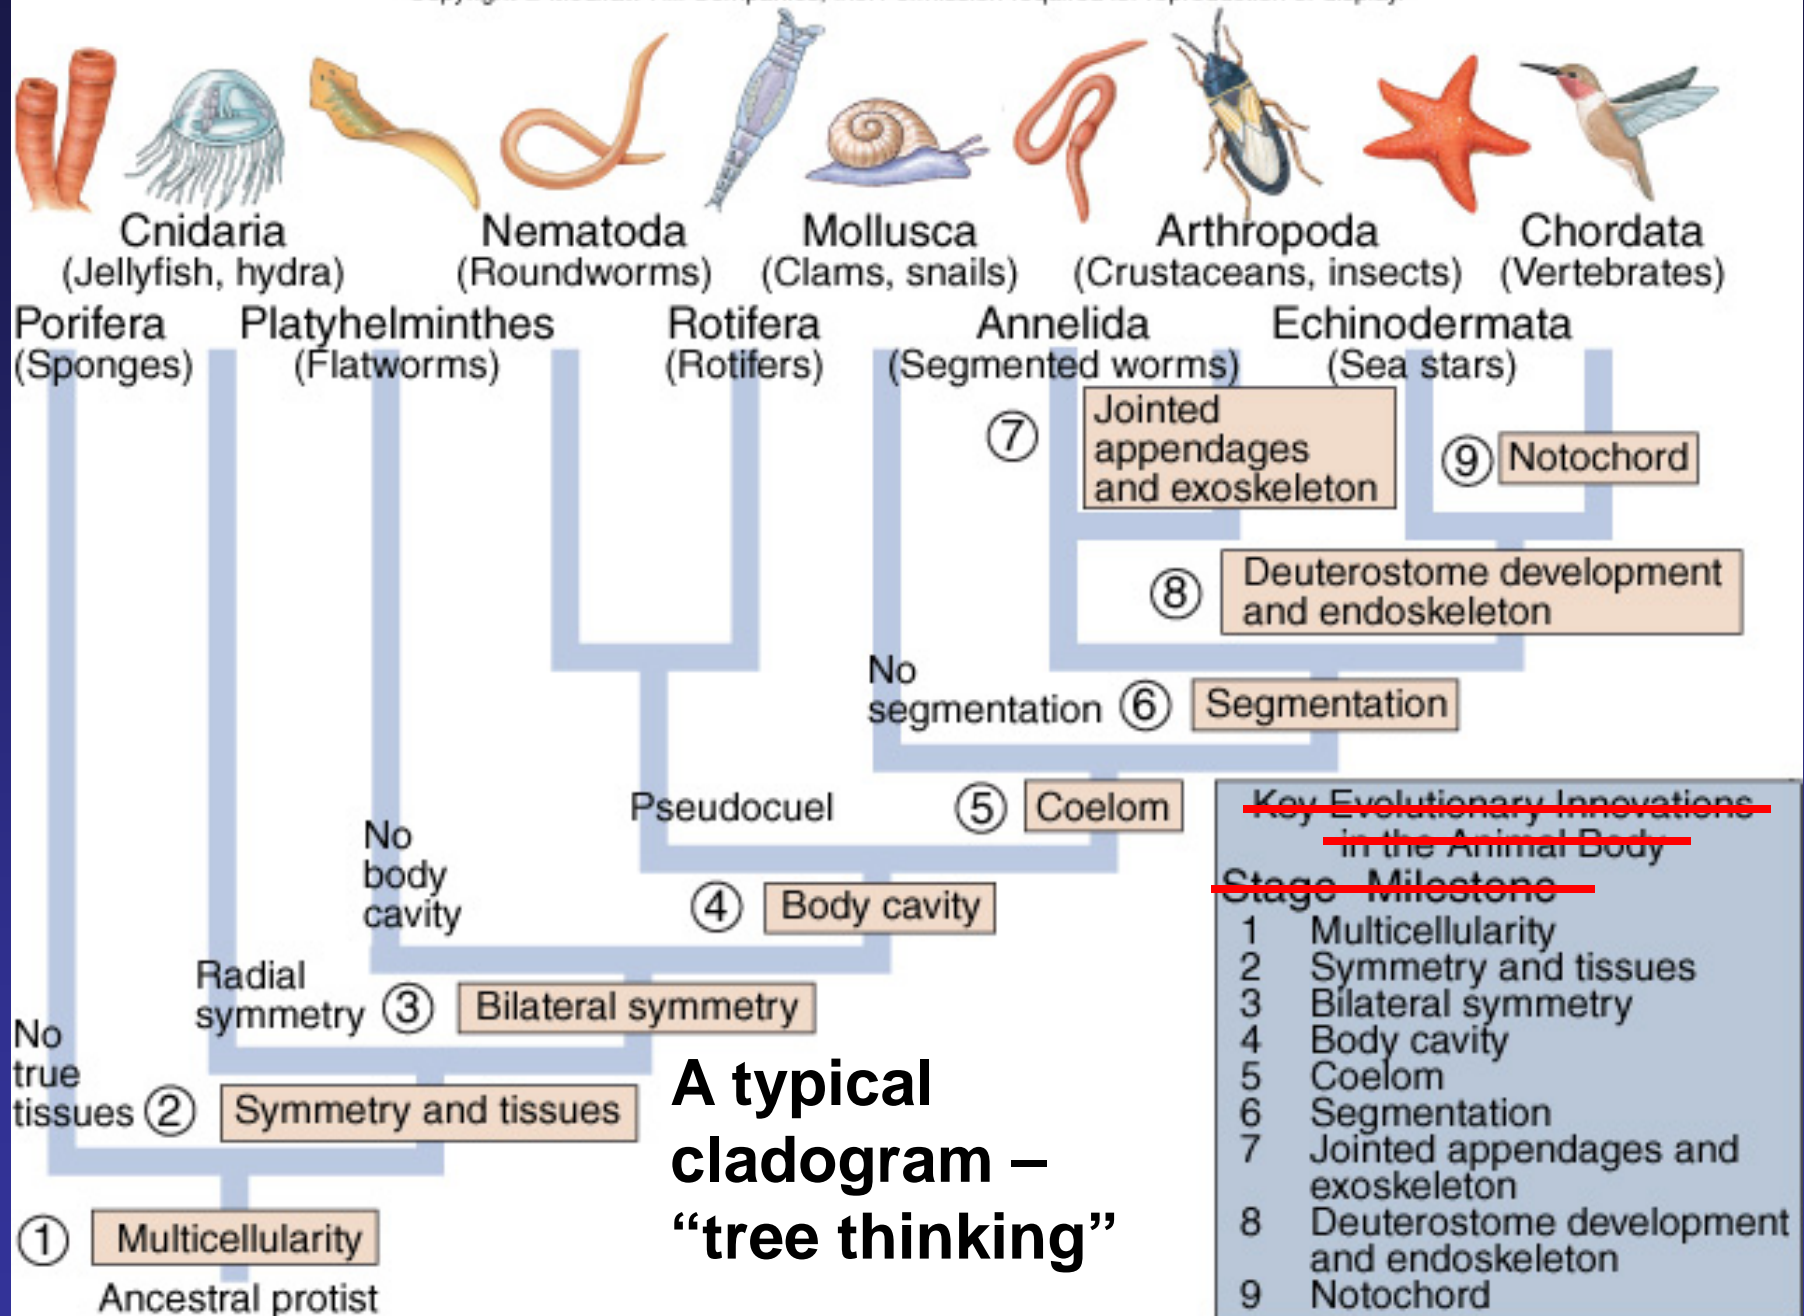 Cnidaria
(Jellyfish, hydra)
Nematoda
(Roundworms)
Mollusca
(Clams, snails)
Arthropoda
(Crustaceans, insects)
Chordata
(Vertebrates)
Porifera
(Sponges)
Platyhelminthes
(Flatworms)
Rotifera
(Rotifers)
Annelida
(Segmented worms)
Echinodermata
(Sea stars)
7
Jointed
appendages
and exoskeleton
9 Notochord
8
Deuterostome development
and endoskeleton
No
segmentation
6 Segmentation
Pseudocuel
5 Coelom
No
body
cavity
4 Body cavity
Radial
symmetry
3 Bilateral symmetry
No
true
tissues
2 Symmetry and tissues
1 Multicellularity
Ancestral protist
A typical
cladogram –
“tree thinking”
Key Evolutionary Innovations
in the Animal Body
Stage Milestone
1 Multicellularity
2 Symmetry and tissues
3 Bilateral symmetry
4 Body cavity
5 Coelom
6 Segmentation
7 Jointed appendages and
exoskeleton
8 Deuterostome development
and endoskeleton
9 Notochord